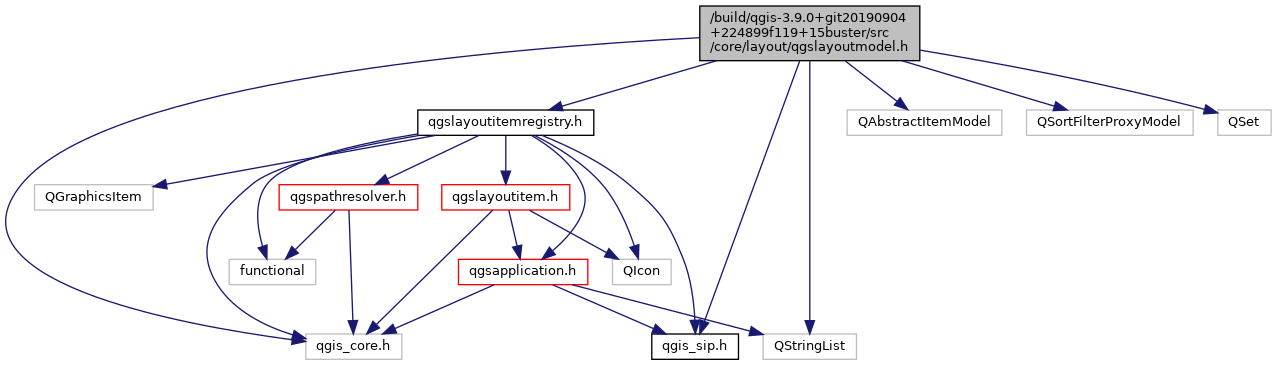 /build/qgis-3.9.0+git20190904
+224899f119+15buster/src
/core/layout/qgslayoutmodel.h
qgslayoutitemregistry.h
QAbstractItemModel
QSortFilterProxyModel
QSet
QGraphicsItem
qgspathresolver.h
qgslayoutitem.h
functional
qgsapplication.h
QIcon
qgis_core.h
qgis_sip.h
QStringList